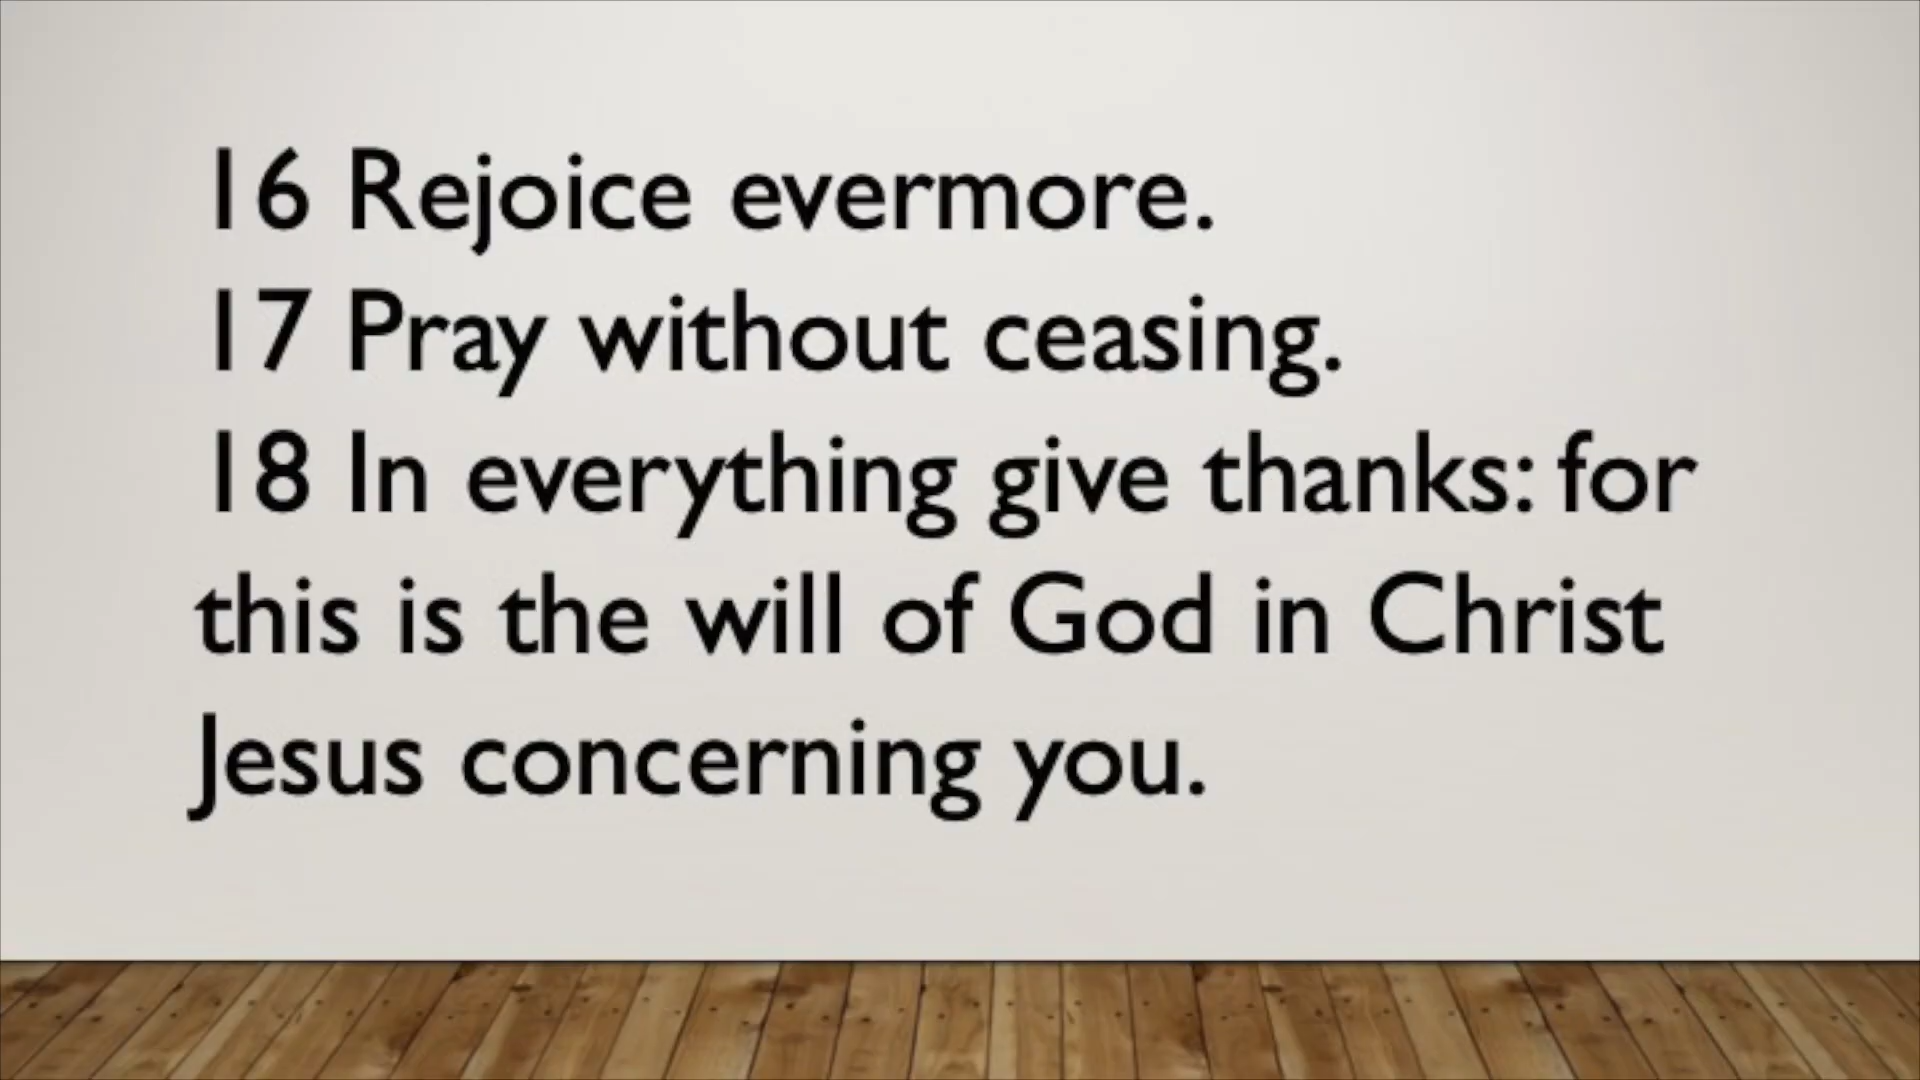 16 Rejoice evermore.
17 Pray without ceasing.
18 In everything give thanks: for
this is the will of God in Christ
Jesus concerning you.